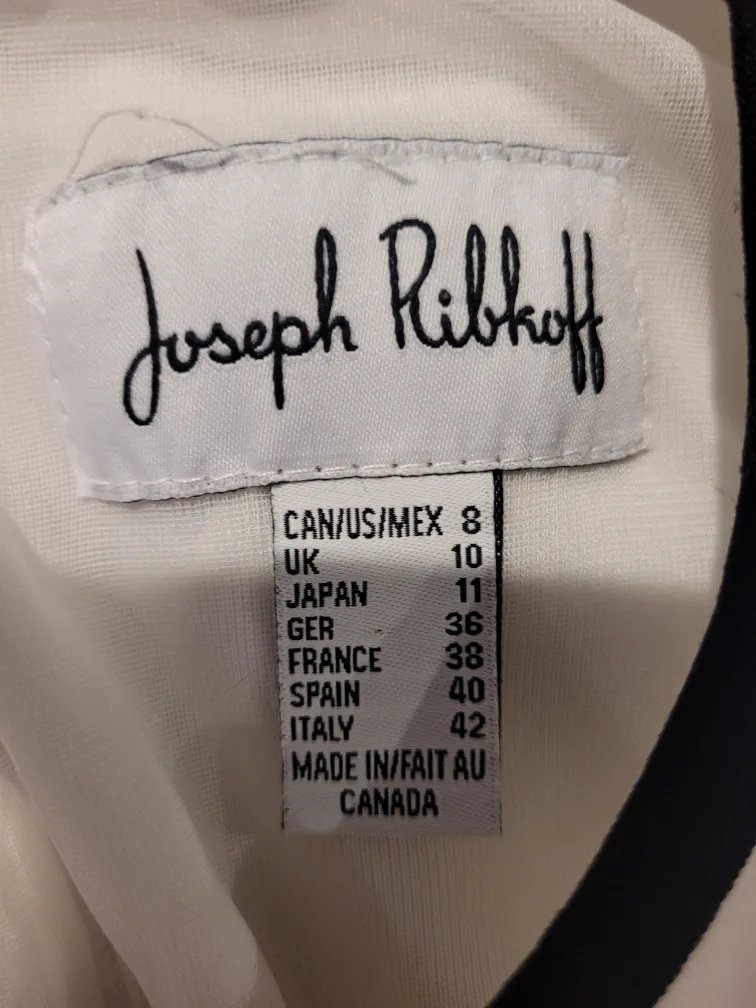 Joseph Ribkoff
CAN/US/MEX 8
UK 10
JAPAN 11
GER 36
FRANCE 38
SPAIN 40
ITALY 42
MADE IN/FAIT AU
CANADA